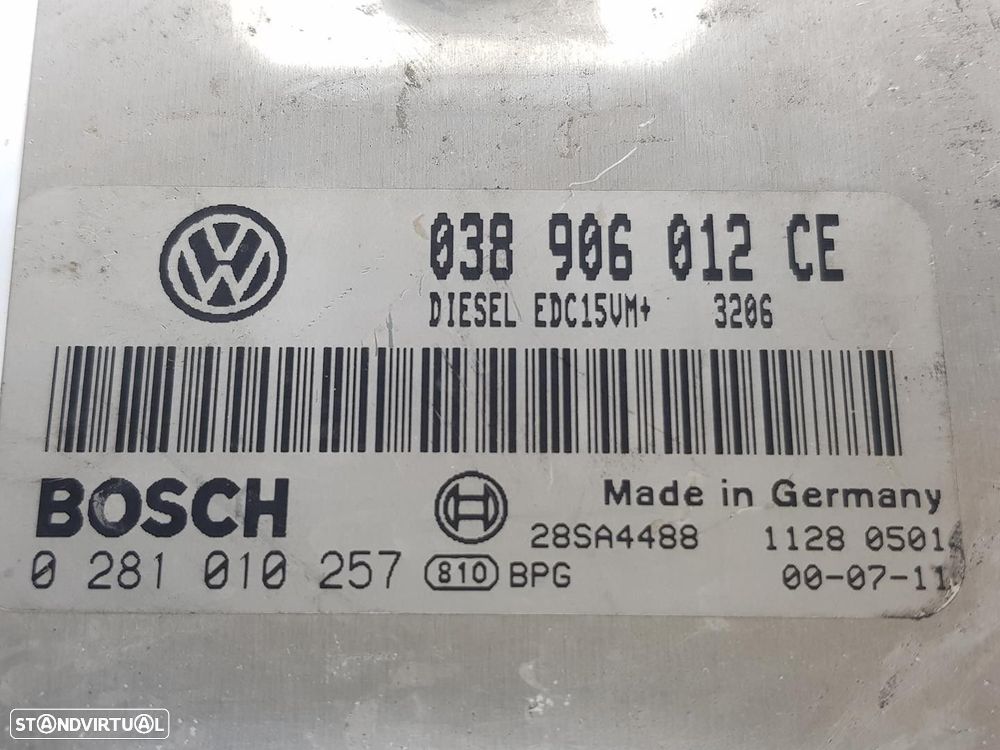 038 906 012 CE
DIESEL EDC15VM+ 3206
BOSCH
Made in Germany
28SA4488 1128 0501
0 281 010 257 810 BPG 00-07-11
STANDVIRTUAL